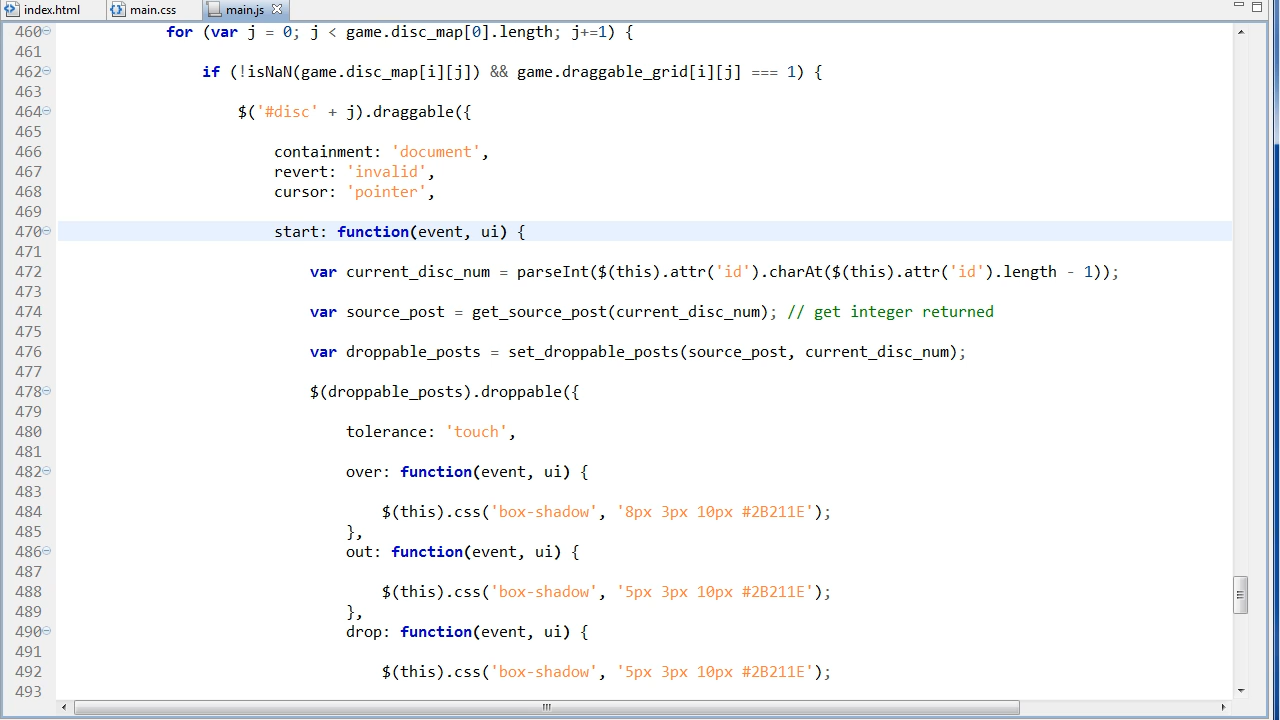 index.html main.css main.js
460 for (var j = 0; j < game.disc_map[0].length; j+=1) {
461
462 if (!isNaN(game.disc_map[i][j]) && game.draggable_grid[i][j] === 1) {
463
464 $('#disc' + j).draggable({
465
466 containment: 'document',
467 revert: 'invalid',
468 cursor: 'pointer',
469
470 start: function(event, ui) {
471
472 var current_disc_num = parseInt($(this).attr('id').charAt($(this).attr('id').length - 1));
473
474 var source_post = get_source_post(current_disc_num); // get integer returned
475
476 var droppable_posts = set_droppable_posts(source_post, current_disc_num);
477
478 $(droppable_posts).droppable({
479
480 tolerance: 'touch',
481
482 over: function(event, ui) {
483
484 $(this).css('box-shadow', '8px 3px 10px #2B211E');
485 },
486 out: function(event, ui) {
487
488 $(this).css('box-shadow', '5px 3px 10px #2B211E');
489 },
490 drop: function(event, ui) {
491
492 $(this).css('box-shadow', '5px 3px 10px #2B211E');
493